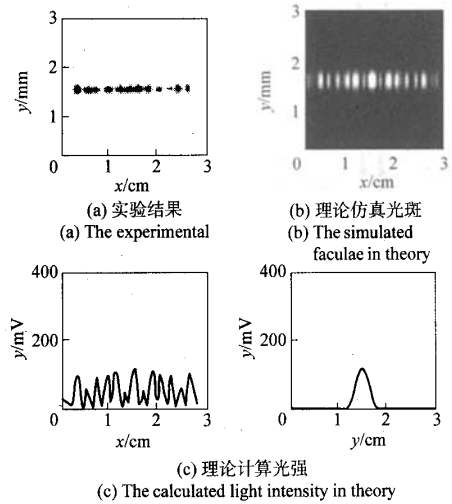 3
2
1
0
y/mm
1
2
3
x/cm
(a) 实验结果
(a) The experimental
3
2
1
0
y/mm
1
2
3
x/cm
(b) 理论仿真光斑
(b) The simulated
faculae in theory
400
200
0
y/mV
1
2
3
x/cm
400
200
0
y/mV
1
2
3
y/cm
(c) 理论计算光强
(c) The calculated light intensity in theory